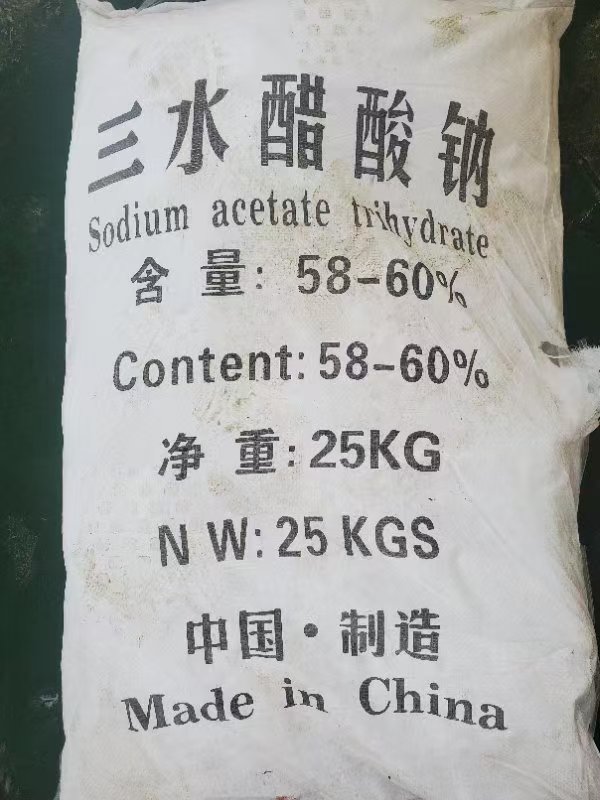 三水醋酸钠
Sodium acetate trihydrate
含量: 58-60%
Content: 58-60%
净重: 25KG
N W: 25 KGS
中国·制造
Made in China